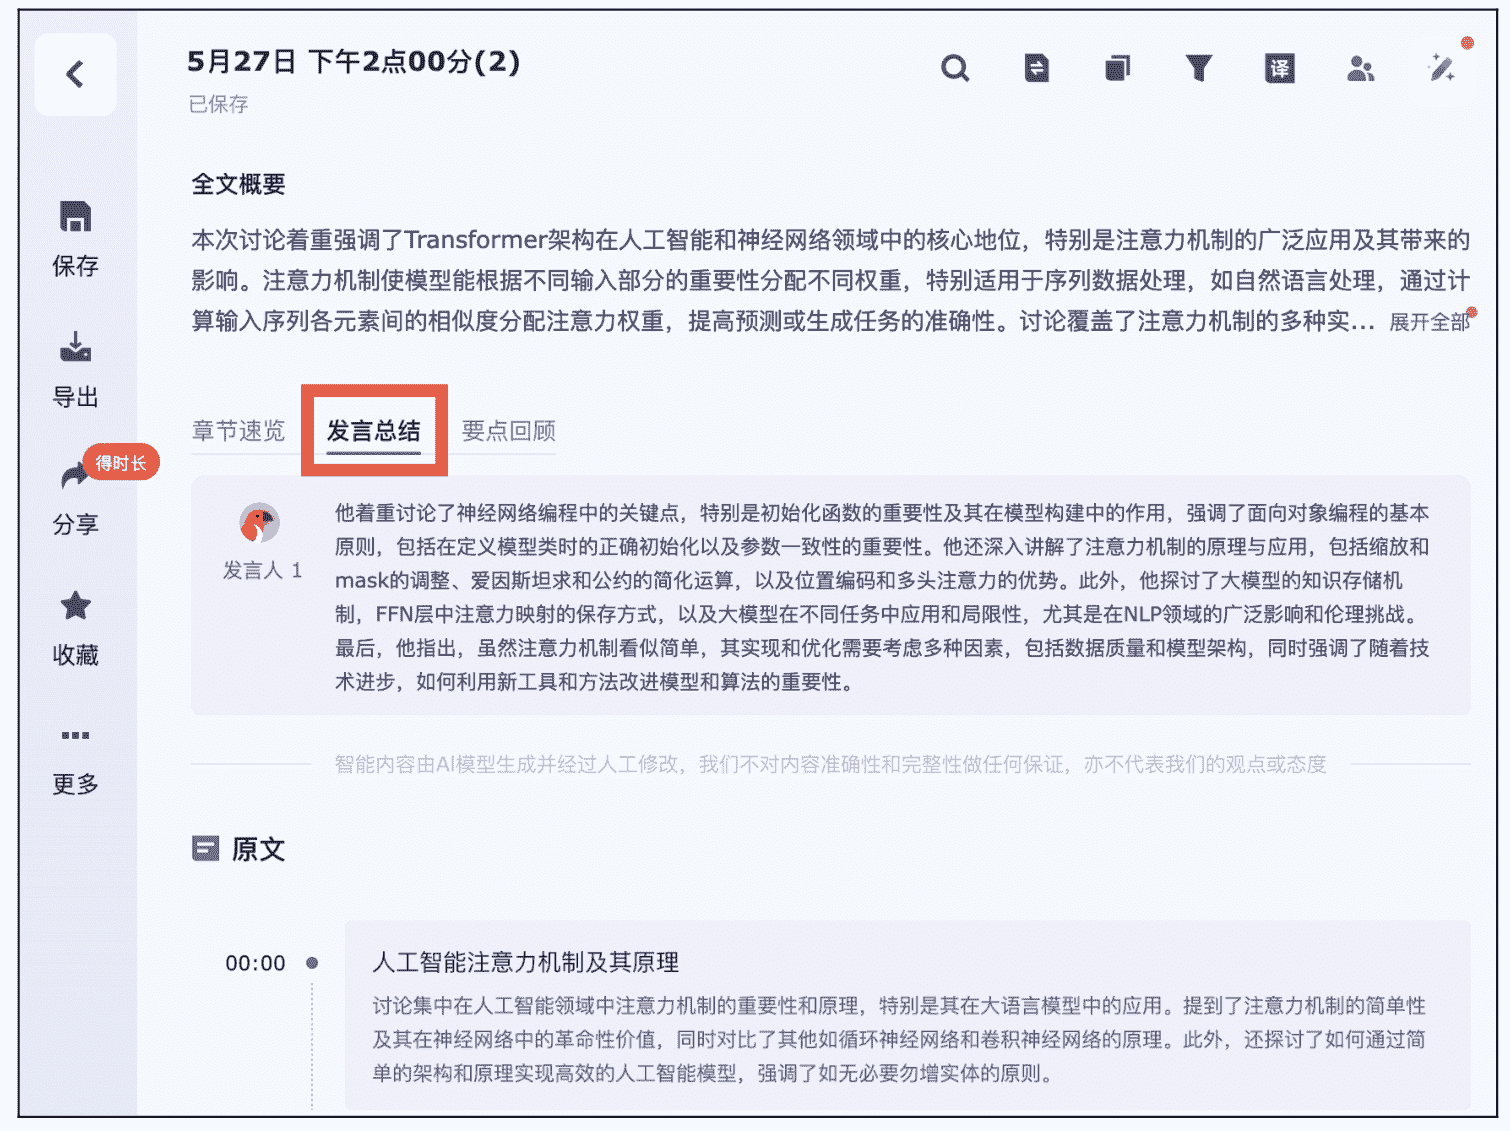 5月27日 下午2点00分(2)
已保存
译
保存
导出
得时长
分享
收藏
更多
全文概要
本次讨论着重强调了Transformer架构在人工智能和神经网络领域中的核心地位，特别是注意力机制的广泛应用及其带来的
影响。注意力机制使模型能根据不同输入部分的重要性分配不同权重，特别适用于序列数据处理，如自然语言处理，通过计
算输入序列各元素间的相似度分配注意力权重，提高预测或生成任务的准确性。讨论覆盖了注意力机制的多种实... 展开全部
章节速览 发言总结 要点回顾
发言人 1
他着重讨论了神经网络编程中的关键点，特别是初始化函数的重要性及其在模型构建中的作用，强调了面向对象编程的基本
原则，包括在定义模型类时的正确初始化以及参数一致性的重要性。他还深入讲解了注意力机制的原理与应用，包括缩放和
mask的调整、爱因斯坦求和公约的简化运算，以及位置编码和多头注意力的优势。此外，他探讨了大模型的知识存储机
制，FFN层中注意力映射的保存方式，以及大模型在不同任务中应用和局限性，尤其是在NLP领域的广泛影响和伦理挑战。
最后，他指出，虽然注意力机制看似简单，其实现和优化需要考虑多种因素，包括数据质量和模型架构，同时强调了随着技
术进步，如何利用新工具和方法改进模型和算法的重要性。
智能内容由AI模型生成并经过人工修改，我们不对内容准确性和完整性做任何保证，亦不代表我们的观点或态度
原文
00:00
人工智能注意力机制及其原理
讨论集中在人工智能领域中注意力机制的重要性和原理，特别是其在大语言模型中的应用。提到了注意力机制的简单性
及其在神经网络中的革命性价值，同时对比了其他如循环神经网络和卷积神经网络的原理。此外，还探讨了如何通过简
单的架构和原理实现高效的人工智能模型，强调了如无必要勿增实体的原则。